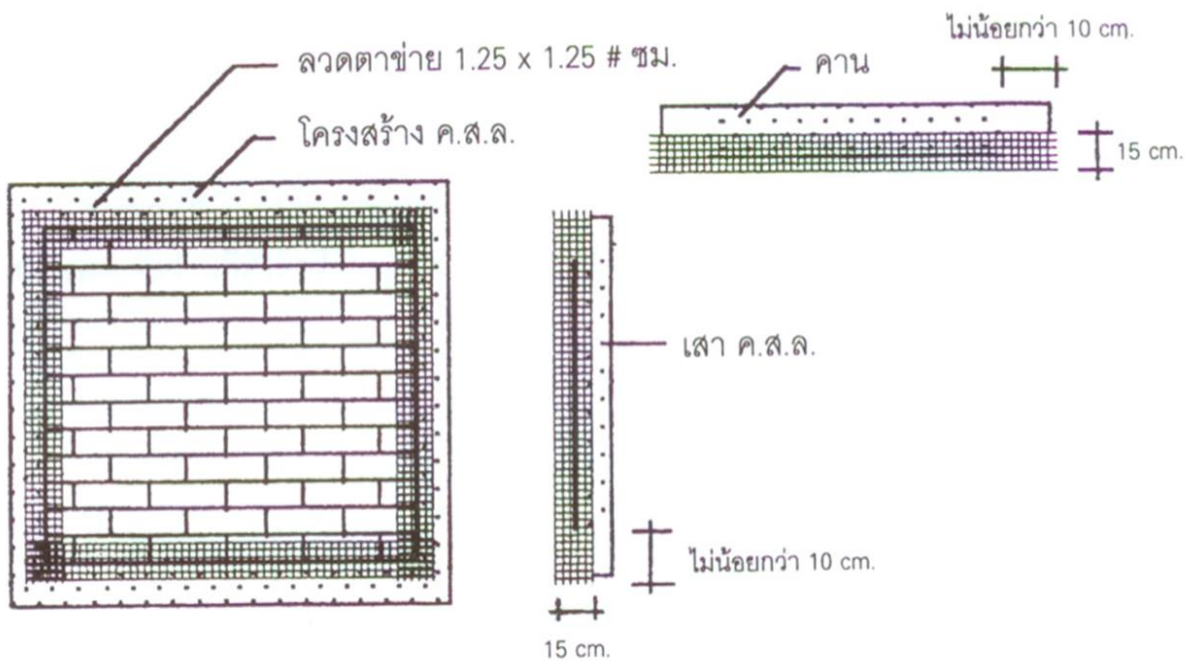 ไม่น้อยกว่า 10 cm.
ลวดตาข่าย 1.25 x 1.25 # ซม.
คาน
โครงสร้าง ค.ส.ล.
15 cm.
เสา ค.ส.ล.
ไม่น้อยกว่า 10 cm.
15 cm.